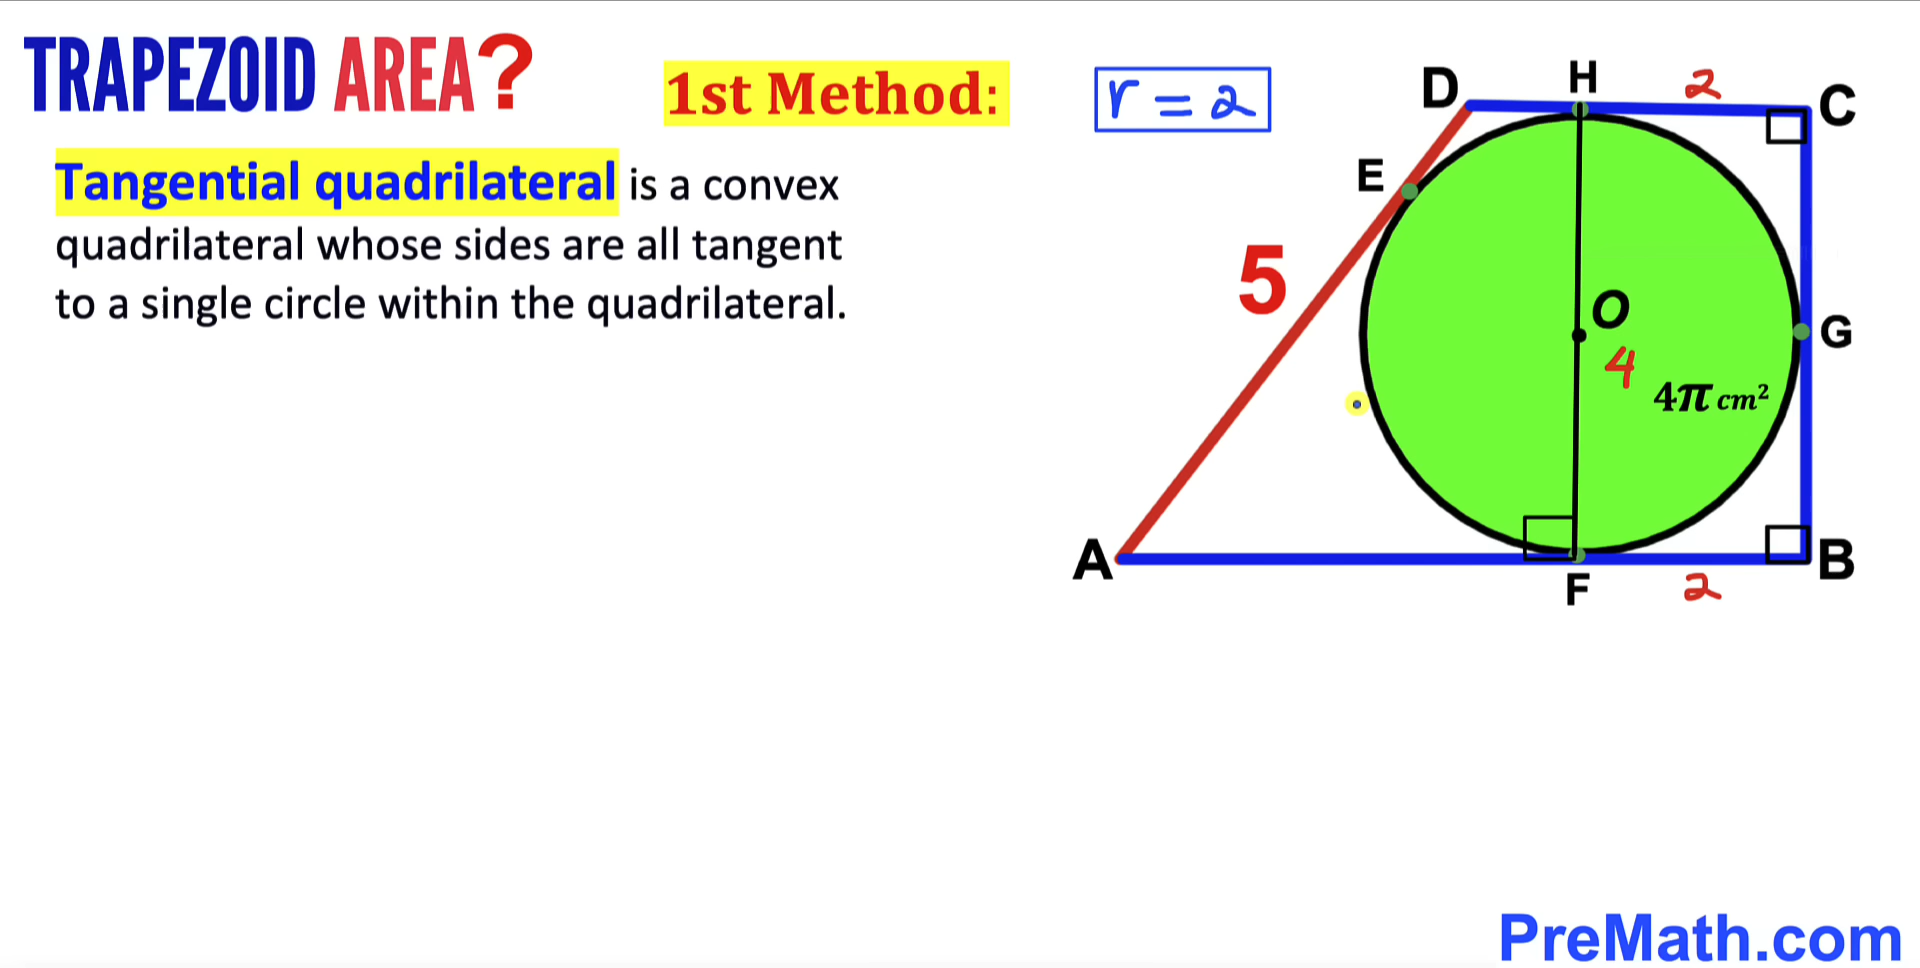 TRAPEZOID AREA?
1st Method:
r = 2
Tangential quadrilateral is a convex
quadrilateral whose sides are all tangent
to a single circle within the quadrilateral.
D
H
2
C
E
5
O
4
G
4π cm²
A
F
2
B
PreMath.com